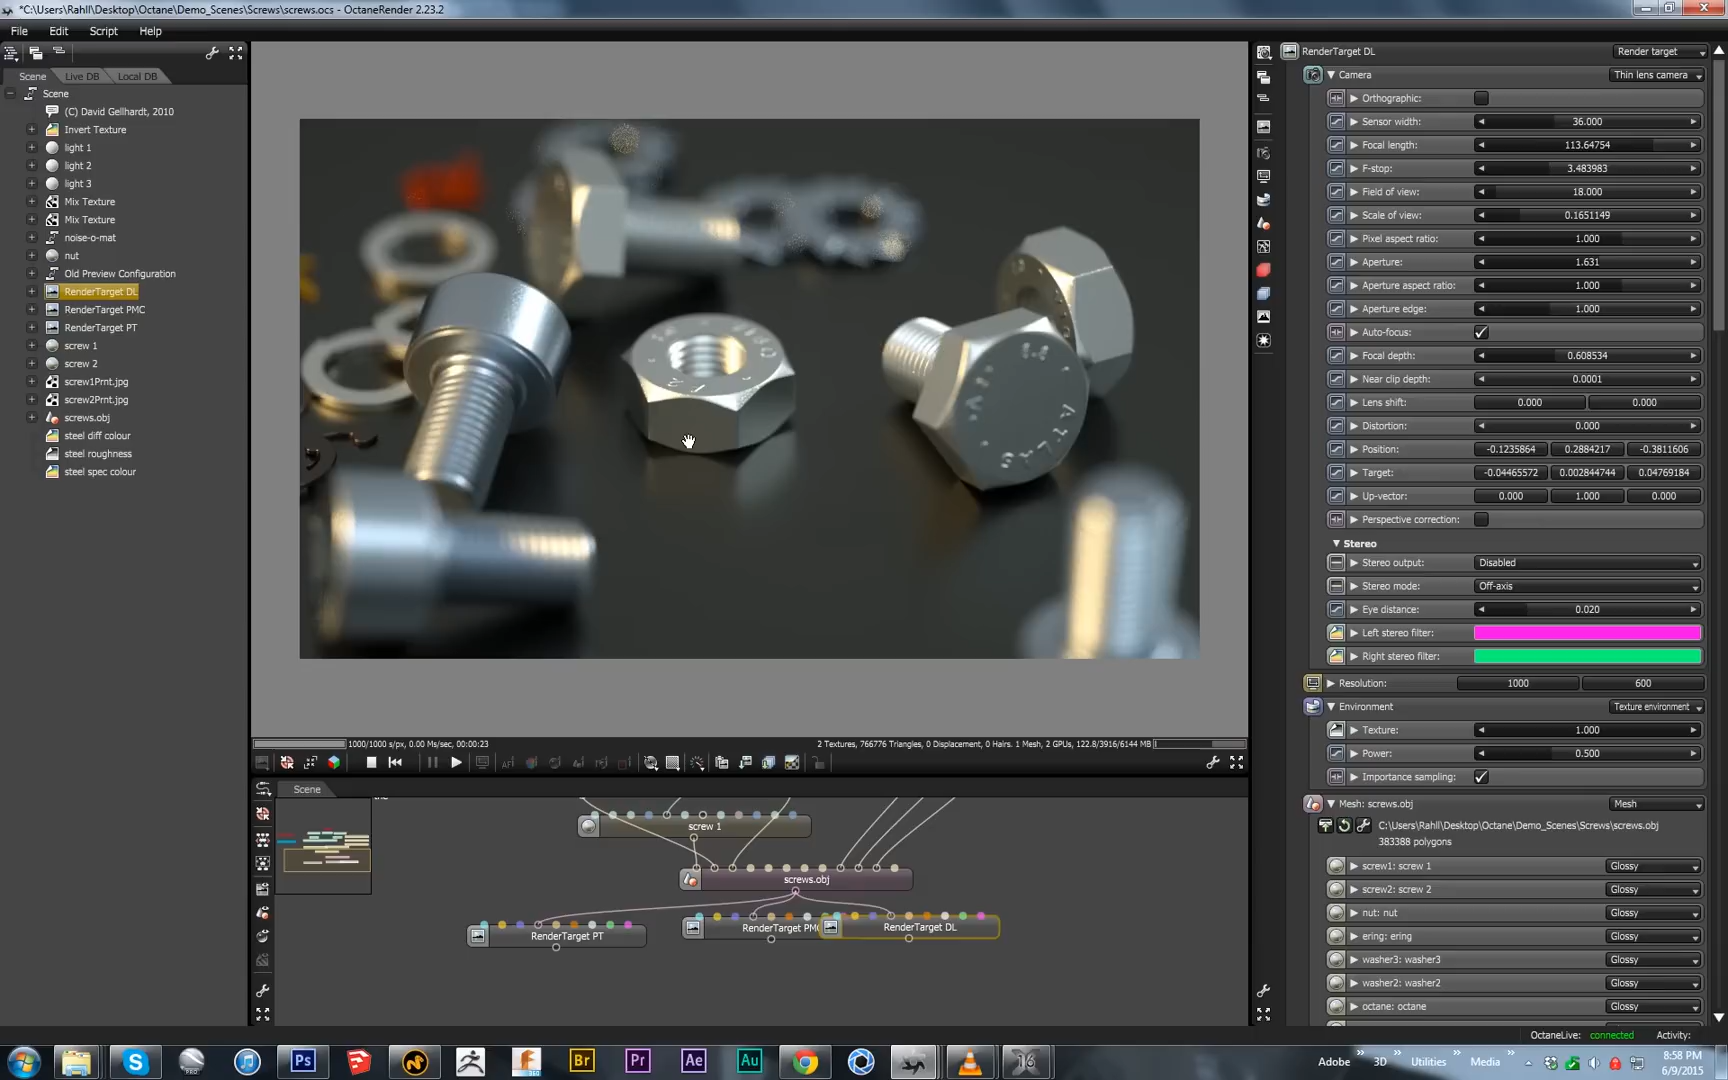 *C:\Users\Rahll\Desktop\Octane\Demo_Scenes\Screws\screws.ocs - OctaneRender 2.23.2
File Edit Script Help
Scene Live DB Local DB
Scene
(C) David Gellhardt, 2010
Invert Texture
light 1
light 2
light 3
Mix Texture
Mix Texture
noise-o-mat
nut
Old Preview Configuration
RenderTarget DL
RenderTarget PMC
RenderTarget PT
screw 1
screw 2
screw1Prnt.jpg
screw2Prnt.jpg
screws.obj
steel diff colour
steel roughness
steel spec colour
1000/1000 s/px, 0.00 Ms/sec, 00:00:23
2 Textures, 766776 Triangles, 0 Displacement, 0 Hairs. 1 Mesh, 2 GPUs, 122.8/3916/6144 MB
Scene
screw 1
screws.obj
RenderTarget PT
RenderTarget PMC
RenderTarget DL
RenderTarget DL Render target
Camera Thin lens camera
Orthographic:
Sensor width: 36.000
Focal length: 113.64754
F-stop: 3.483983
Field of view: 18.000
Scale of view: 0.1651149
Pixel aspect ratio: 1.000
Aperture: 1.631
Aperture aspect ratio: 1.000
Aperture edge: 1.000
Auto-focus:
Focal depth: 0.608534
Near clip depth: 0.0001
Lens shift: 0.000 0.000
Distortion: 0.000
Position: -0.1235864 0.2884217 -0.3811606
Target: -0.04465572 0.002844744 0.04769184
Up-vector: 0.000 1.000 0.000
Perspective correction:
Stereo
Stereo output: Disabled
Stereo mode: Off-axis
Eye distance: 0.020
Left stereo filter:
Right stereo filter:
Resolution: 1000 600
Environment Texture environment
Texture: 1.000
Power: 0.500
Importance sampling:
Mesh: screws.obj Mesh
C:\Users\Rahll\Desktop\Octane\Demo_Scenes\Screws\screws.obj
383388 polygons
screw1: screw 1 Glossy
screw2: screw 2 Glossy
nut: nut Glossy
ering: ering Glossy
washer3: washer3 Glossy
washer2: washer2 Glossy
octane: octane Glossy
OctaneLive: connected Activity:
Ps Br Pr Ae Au
Adobe 3D Utilities Media
8:58 PM
6/9/2015